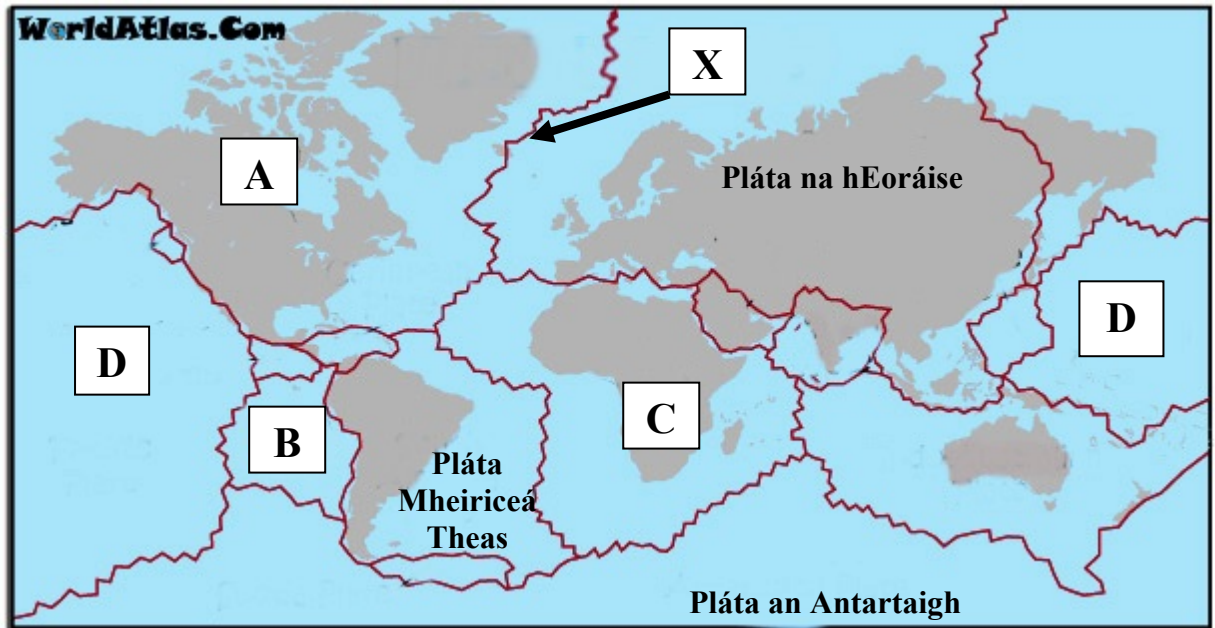 WorldAtlas.Com
X
A
Pláta na hEoráise
D
D
B
C
Pláta
Mheiriceá
Theas
Pláta an Antartaigh